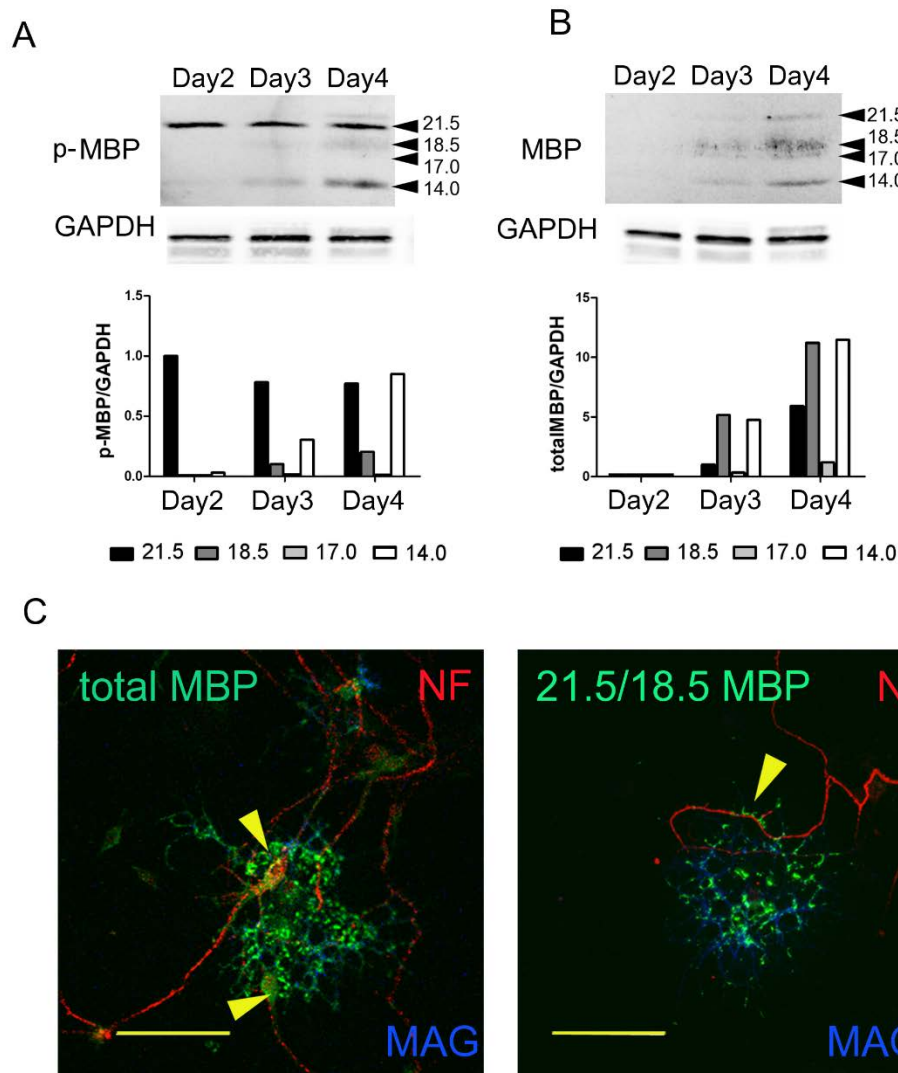 A
Day2 Day3 Day4
p-MBP
21.5
18.5
17.0
14.0
GAPDH
p-MBP/GAPDH
1.5
1.0
0.5
0.0
Day2 Day3 Day4
21.5 18.5 17.0 14.0
B
Day2 Day3 Day4
MBP
21.5
18.5
17.0
14.0
GAPDH
totalMBP/GAPDH
15
10
5
0
Day2 Day3 Day4
21.5 18.5 17.0 14.0
C
total MBP NF
MAG
21.5/18.5 MBP